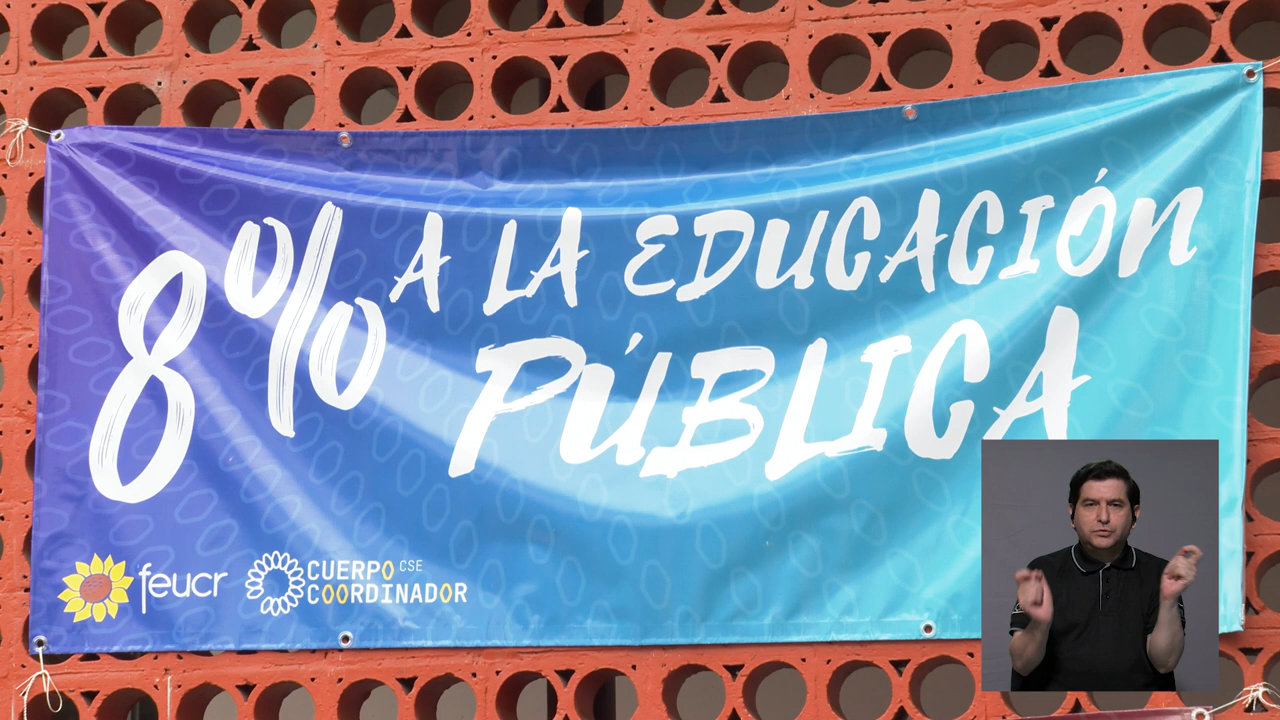 8% A LA EDUCACIÓn
PÚBLICA
feucr
CUERPO CSE
COORDINADOR